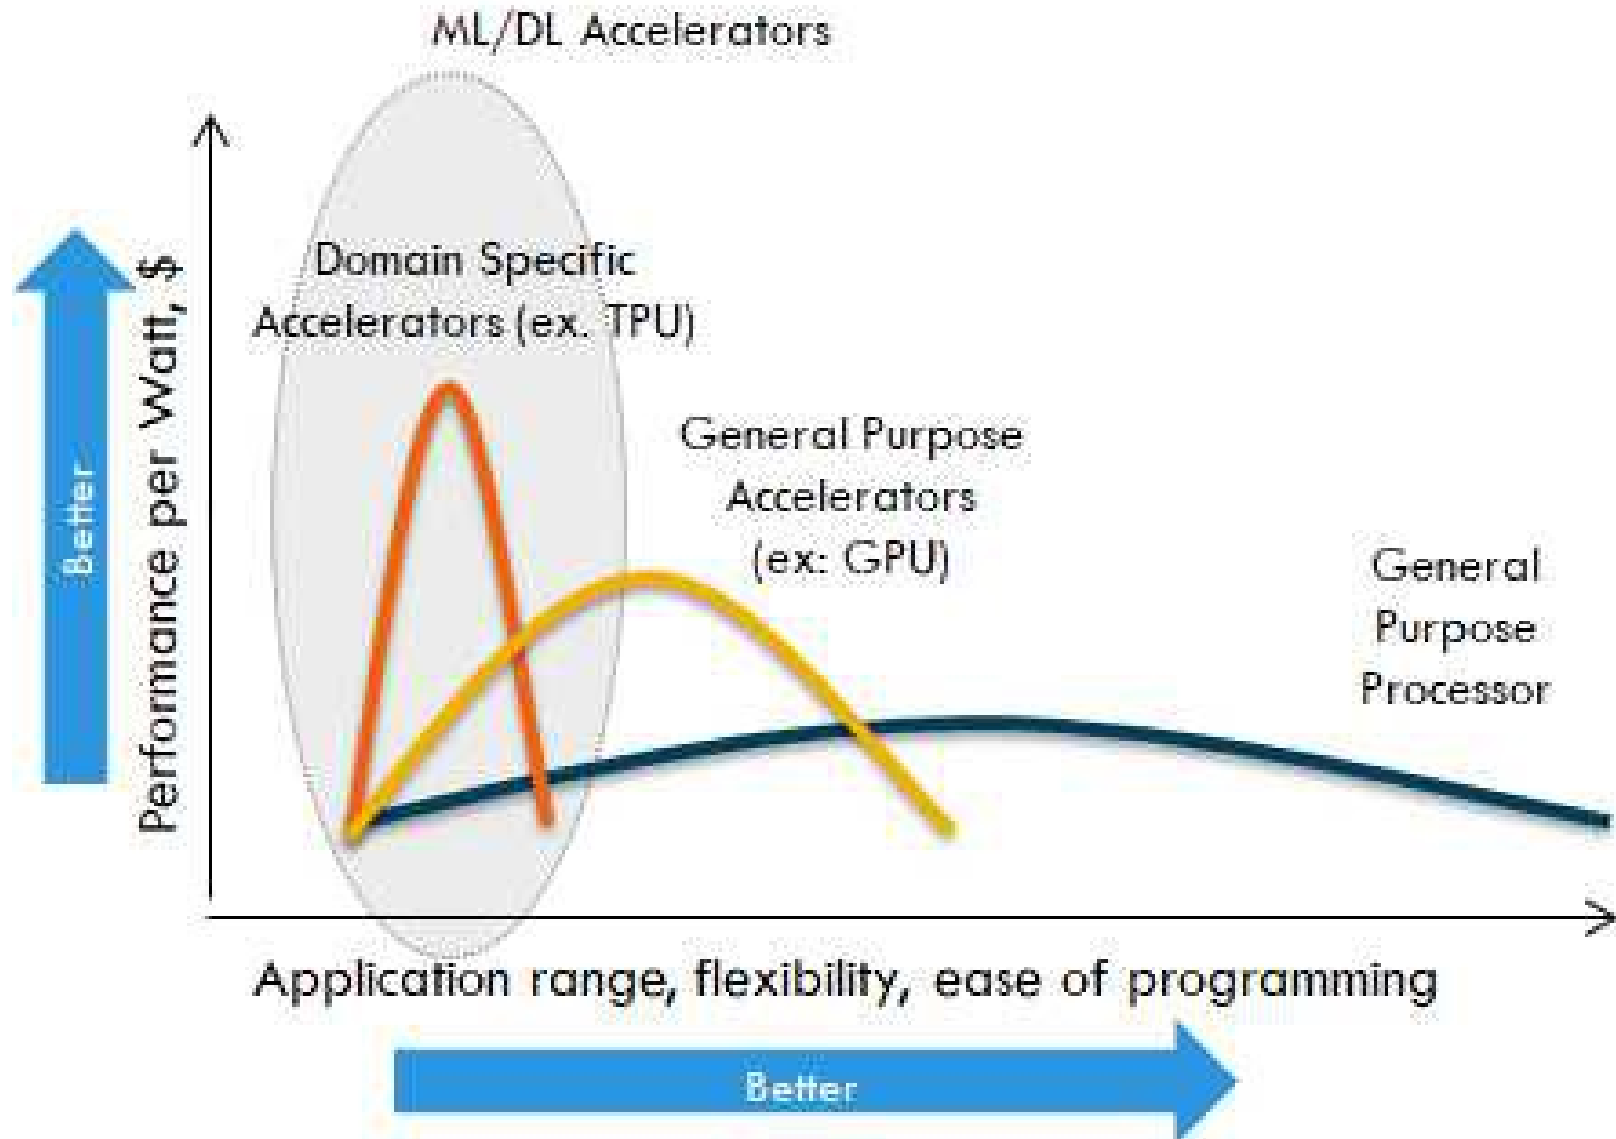 ML/DL Accelerators
Domain Specific
Accelerators (ex. TPU)
General Purpose
Accelerators
(ex: GPU)
General
Purpose
Processor
Performance per Watt, $
Better
Application range, flexibility, ease of programming
Better